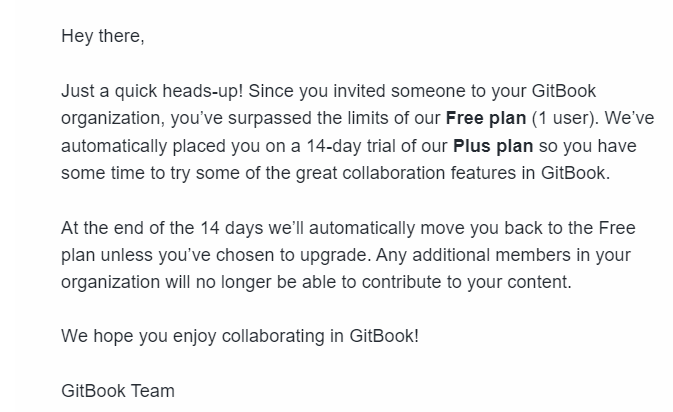 Hey there,
Just a quick heads-up! Since you invited someone to your GitBook
organization, you’ve surpassed the limits of our Free plan (1 user). We’ve
automatically placed you on a 14-day trial of our Plus plan so you have
some time to try some of the great collaboration features in GitBook.
At the end of the 14 days we’ll automatically move you back to the Free
plan unless you’ve chosen to upgrade. Any additional members in your
organization will no longer be able to contribute to your content.
We hope you enjoy collaborating in GitBook!
GitBook Team